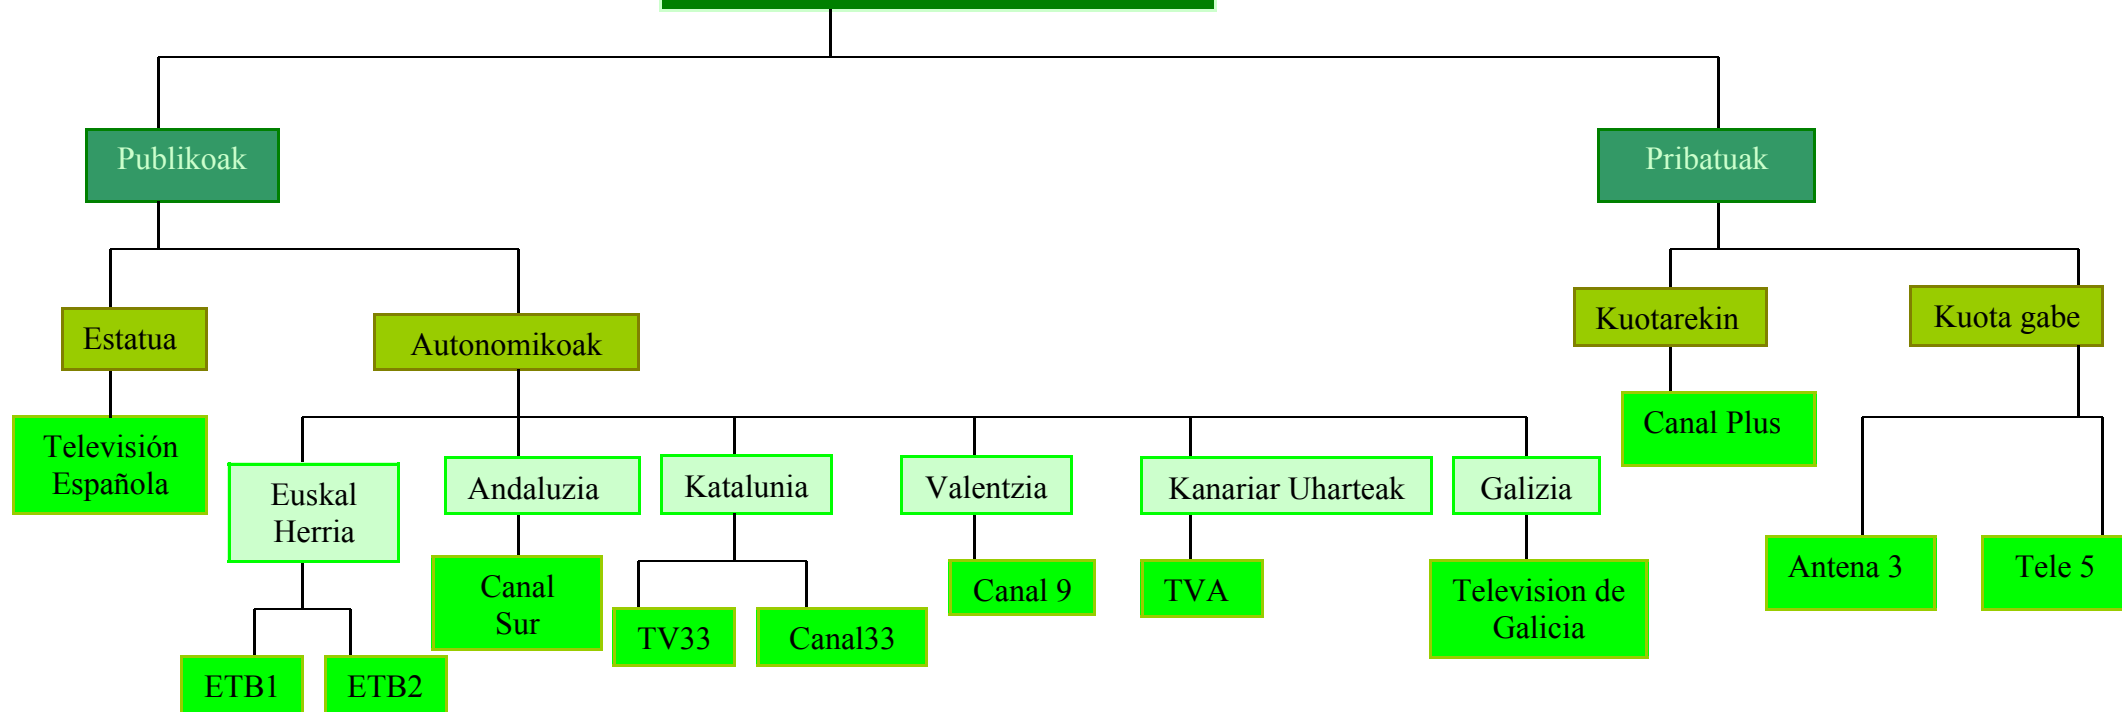 Publikoak
Pribatuak
Estatua
Autonomikoak
Kuotarekin
Kuota gabe
Televisión
Española
Euskal
Herria
Andaluzia
Katalunia
Valentzia
Kanariar Uharteak
Galizia
Canal Plus
ETB1
ETB2
Canal
Sur
TV33
Canal33
Canal 9
TVA
Television de
Galicia
Antena 3
Tele 5